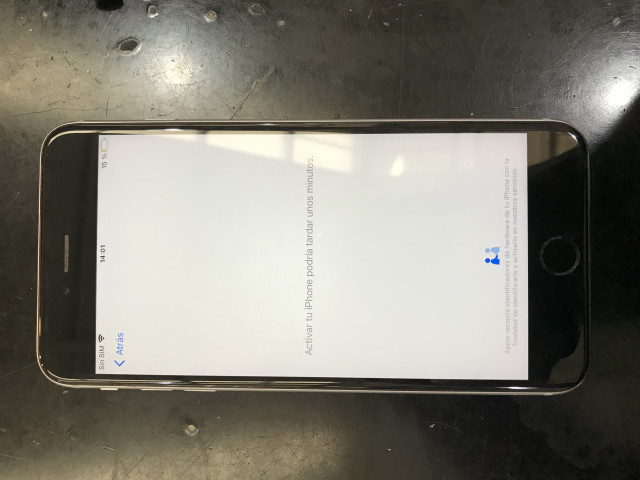 Sin SIM 14:01 15 %
Atrás
Activar tu iPhone podría tardar unos minutos.
Apple recopila identificadores de hardware de tu iPhone con la
finalidad de identificarlo y activarlo en nuestros servicios.